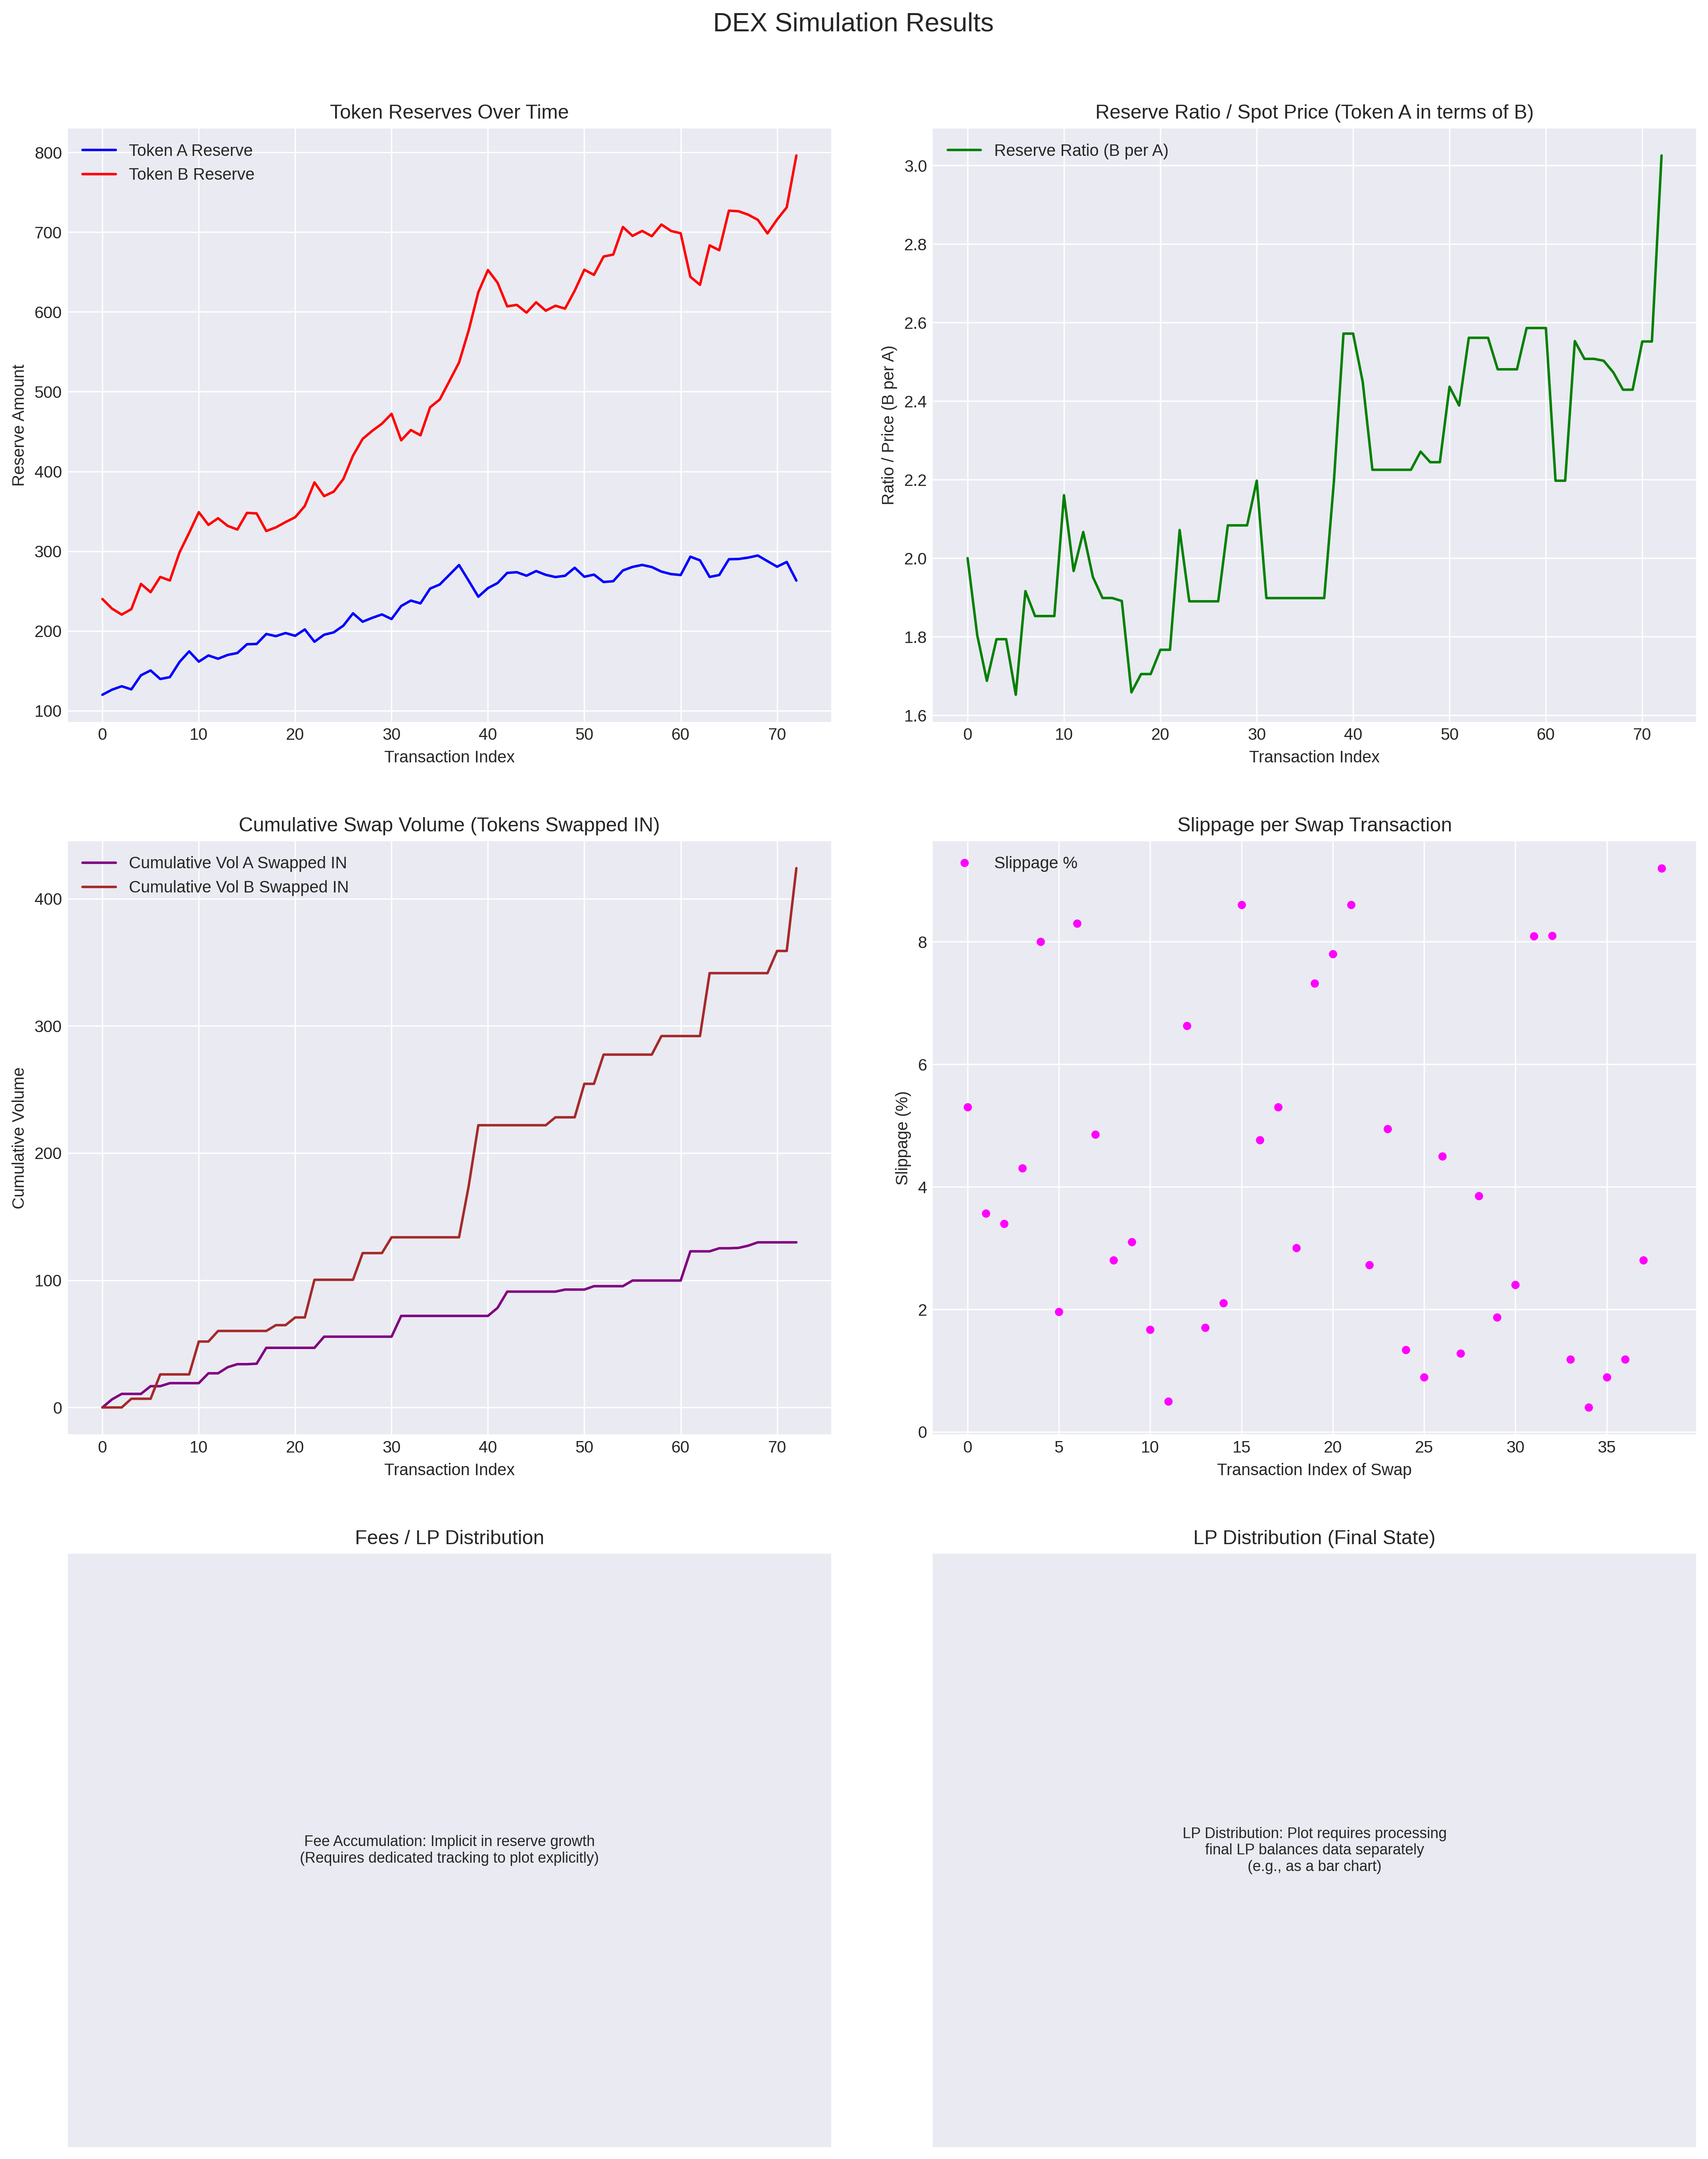 DEX Simulation Results
Token Reserves Over Time
Token A Reserve
Token B Reserve
800
700
600
500
400
300
200
100
Reserve Amount
0 10 20 30 40 50 60 70
Transaction Index
Reserve Ratio / Spot Price (Token A in terms of B)
Reserve Ratio (B per A)
3.0
2.8
2.6
2.4
2.2
2.0
1.8
1.6
Ratio / Price (B per A)
0 10 20 30 40 50 60 70
Transaction Index
Cumulative Swap Volume (Tokens Swapped IN)
Cumulative Vol A Swapped IN
Cumulative Vol B Swapped IN
400
300
200
100
0
Cumulative Volume
0 10 20 30 40 50 60 70
Transaction Index
Slippage per Swap Transaction
Slippage %
8
6
4
2
0
Slippage (%)
0 5 10 15 20 25 30 35
Transaction Index of Swap
Fees / LP Distribution
Fee Accumulation: Implicit in reserve growth
(Requires dedicated tracking to plot explicitly)
LP Distribution (Final State)
LP Distribution: Plot requires processing
final LP balances data separately
(e.g., as a bar chart)